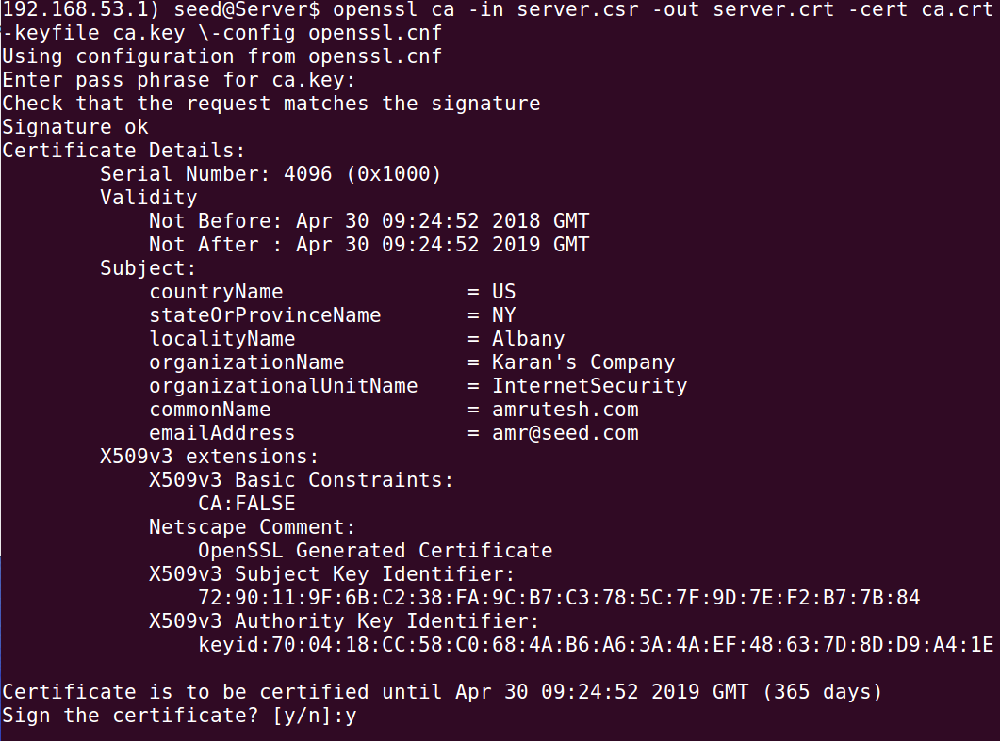 192.168.53.1) seed@Server$ openssl ca -in server.csr -out server.crt -cert ca.crt
-keyfile ca.key \-config openssl.cnf
Using configuration from openssl.cnf
Enter pass phrase for ca.key:
Check that the request matches the signature
Signature ok
Certificate Details:
        Serial Number: 4096 (0x1000)
        Validity
            Not Before: Apr 30 09:24:52 2018 GMT
            Not After : Apr 30 09:24:52 2019 GMT
        Subject:
            countryName               = US
            stateOrProvinceName       = NY
            localityName              = Albany
            organizationName          = Karan's Company
            organizationalUnitName    = InternetSecurity
            commonName                = amrutesh.com
            emailAddress              = amr@seed.com
        X509v3 extensions:
            X509v3 Basic Constraints:
                CA:FALSE
            Netscape Comment:
                OpenSSL Generated Certificate
            X509v3 Subject Key Identifier:
                72:90:11:9F:6B:C2:38:FA:9C:B7:C3:78:5C:7F:9D:7E:F2:B7:7B:84
            X509v3 Authority Key Identifier:
                keyid:70:04:18:CC:58:C0:68:4A:B6:A6:3A:4A:EF:48:63:7D:8D:D9:A4:1E

Certificate is to be certified until Apr 30 09:24:52 2019 GMT (365 days)
Sign the certificate? [y/n]:y